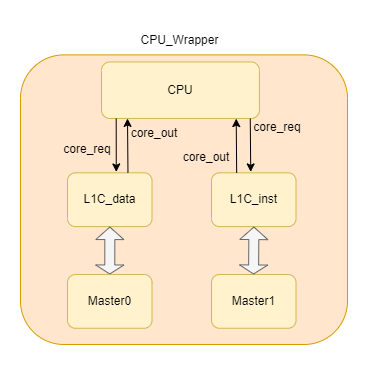 CPU_Wrapper
CPU
core_req
core_out
core_out
core_req
L1C_data
L1C_inst
Master0
Master1